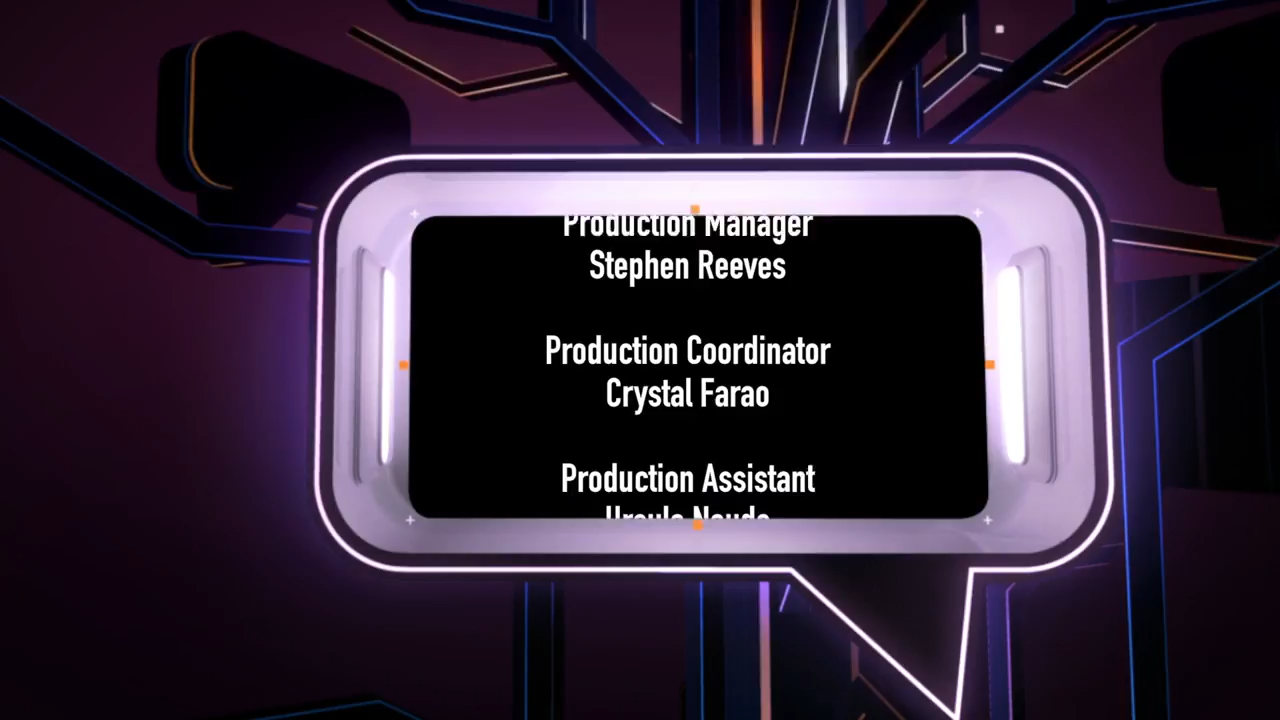 Production Manager
Stephen Reeves
Production Coordinator
Crystal Farao
Production Assistant